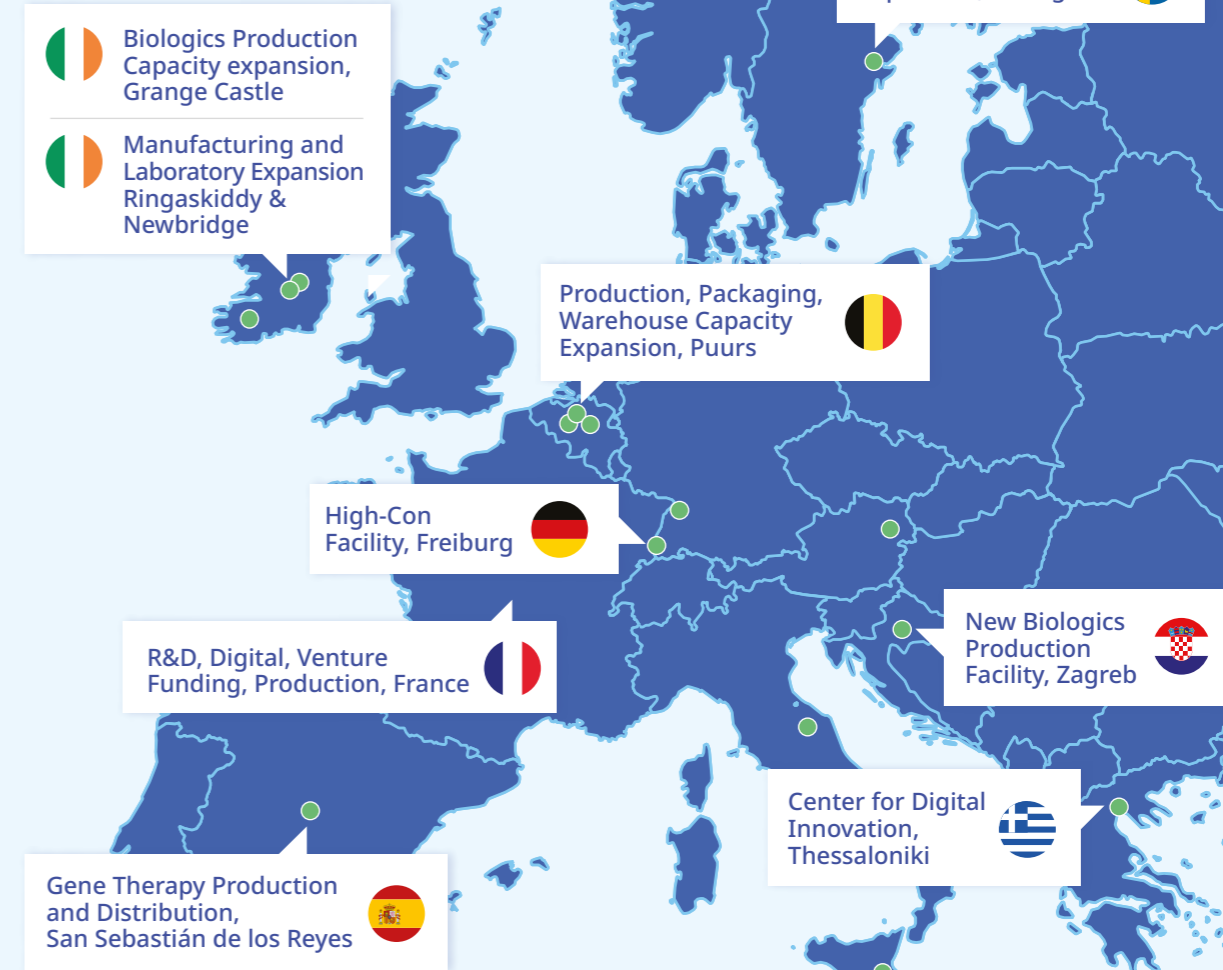 Biologics Production
Capacity expansion,
Grange Castle
Manufacturing and
Laboratory Expansion
Ringaskiddy &
Newbridge
Production, Packaging,
Warehouse Capacity
Expansion, Puurs
High-Con
Facility, Freiburg
R&D, Digital, Venture
Funding, Production, France
New Biologics
Production
Facility, Zagreb
Center for Digital
Innovation,
Thessaloniki
Gene Therapy Production
and Distribution,
San Sebastián de los Reyes